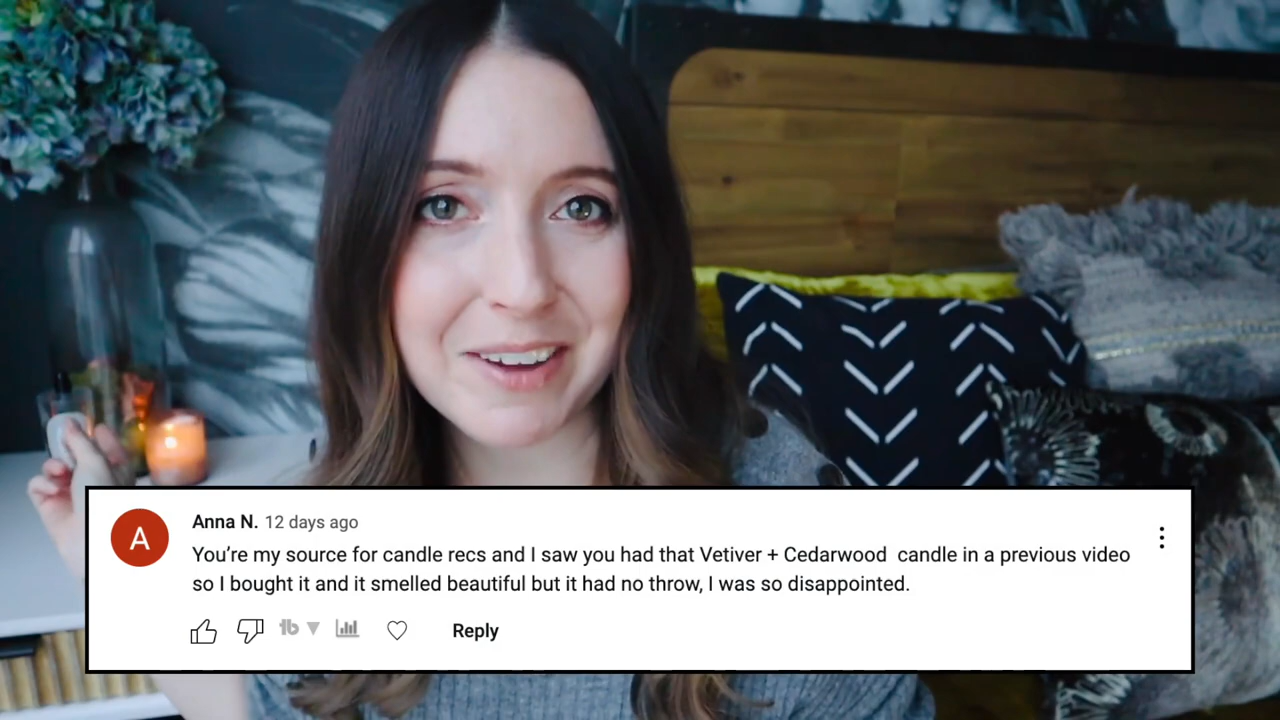 A
Anna N. 12 days ago
You’re my source for candle recs and I saw you had that Vetiver + Cedarwood  candle in a previous video
so I bought it and it smelled beautiful but it had no throw, I was so disappointed.
tb
Reply